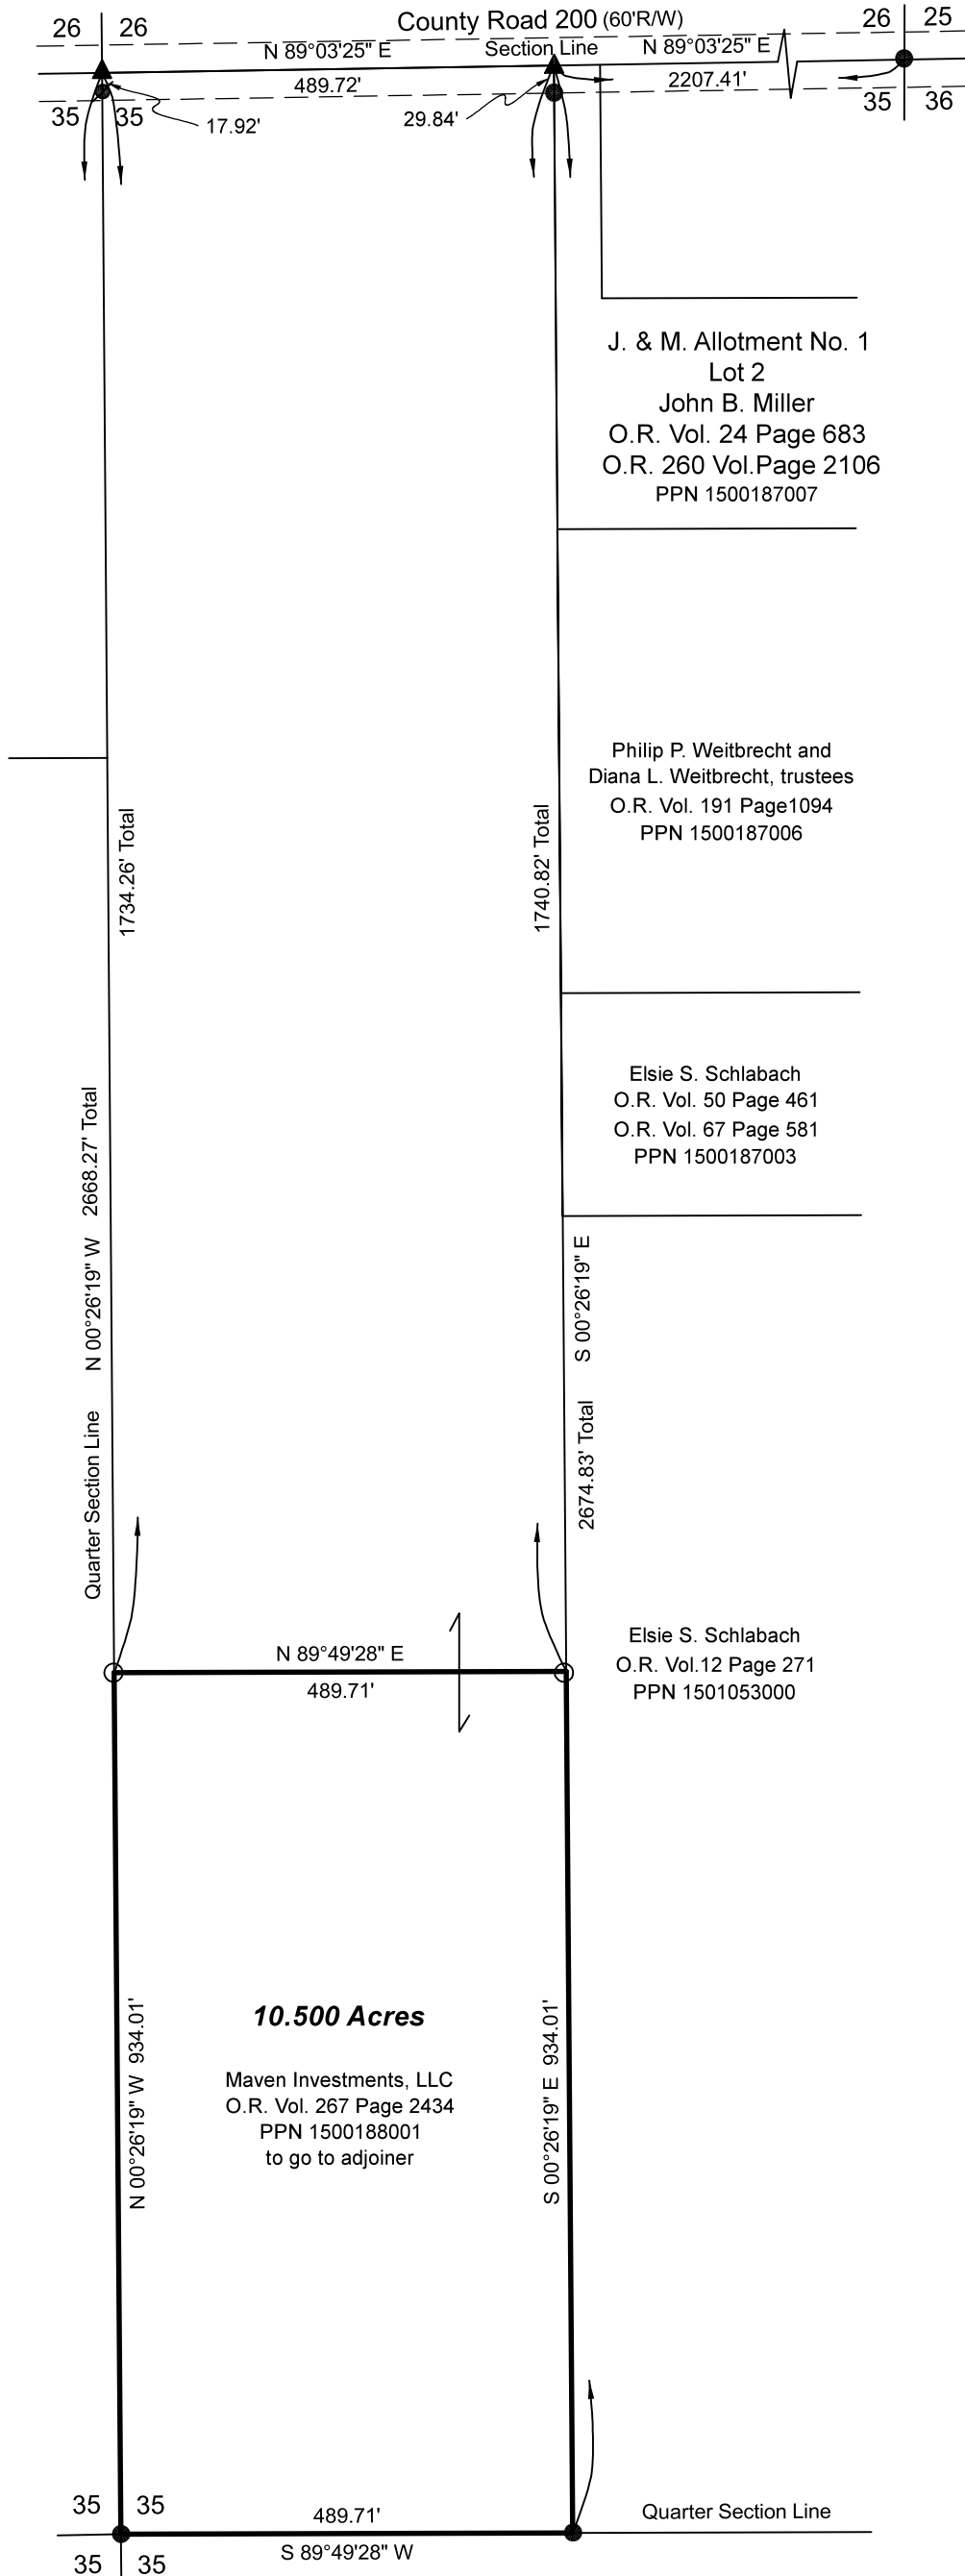 County Road 200 (60'R/W)
26 26
26 25
N 89°03'25" E
Section Line
N 89°03'25" E
489.72'
2207.41'
35 35
17.92'
29.84'
35 36
J. & M. Allotment No. 1
Lot 2
John B. Miller
O.R. Vol. 24 Page 683
O.R. 260 Vol.Page 2106
PPN 1500187007
Philip P. Weitbrecht and
Diana L. Weitbrecht, trustees
O.R. Vol. 191 Page1094
PPN 1500187006
1734.26' Total
1740.82' Total
Elsie S. Schlabach
O.R. Vol. 50 Page 461
O.R. Vol. 67 Page 581
PPN 1500187003
Quarter Section Line N 00°26'19" W 2668.27' Total
S 00°26'19" E
2674.83' Total
N 89°49'28" E
489.71'
Elsie S. Schlabach
O.R. Vol.12 Page 271
PPN 1501053000
N 00°26'19" W 934.01'
10.500 Acres
Maven Investments, LLC
O.R. Vol. 267 Page 2434
PPN 1500188001
to go to adjoiner
S 00°26'19" E 934.01'
35 35
489.71'
Quarter Section Line
S 89°49'28" W
35 35